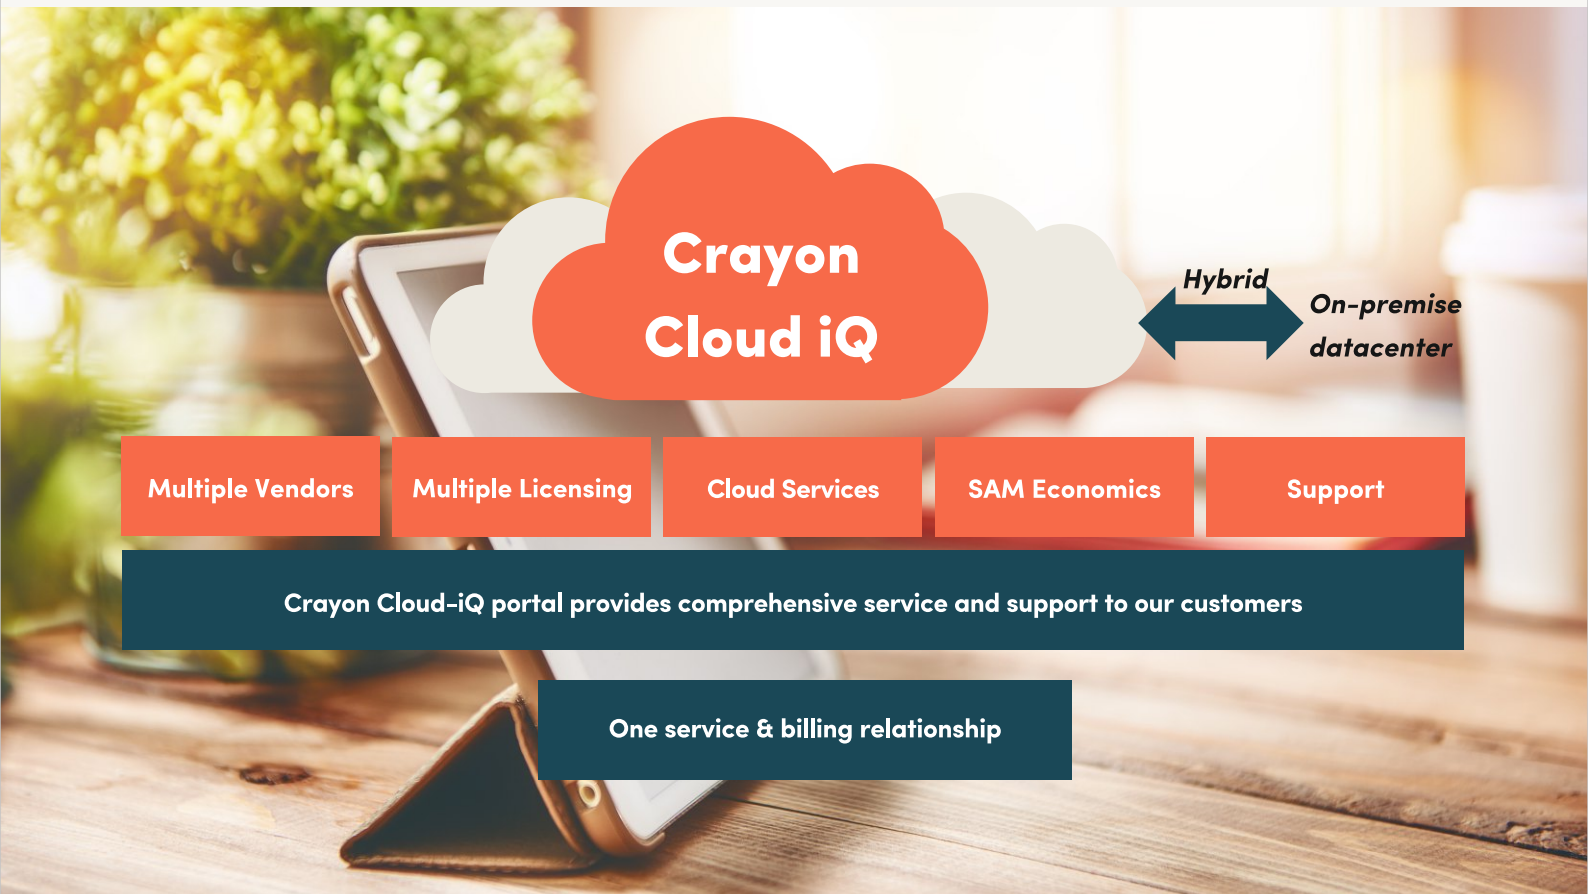 Crayon
Cloud iQ
Hybrid
On-premise
datacenter
Multiple Vendors
Multiple Licensing
Cloud Services
SAM Economics
Support
Crayon Cloud-iQ portal provides comprehensive service and support to our customers
One service & billing relationship